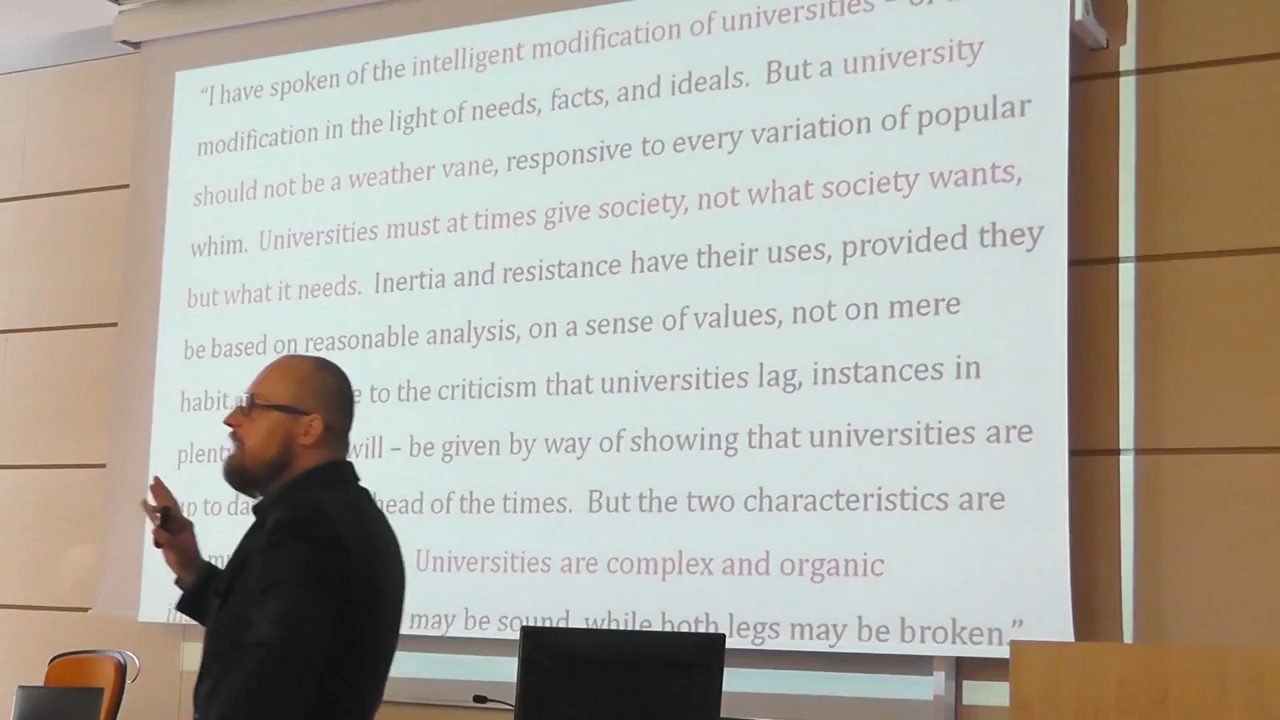 “I have spoken of the intelligent modification of universities –
modification in the light of needs, facts, and ideals. But a university
should not be a weather vane, responsive to every variation of popular
whim. Universities must at times give society, not what society wants,
but what it needs. Inertia and resistance have their uses, provided they
be based on reasonable analysis, on a sense of values, not on mere
habit. to the criticism that universities lag, instances in
will – be given by way of showing that universities are
to of the times. But the two characteristics are
Universities are complex and organic
may be sound, while both legs may be broken.”